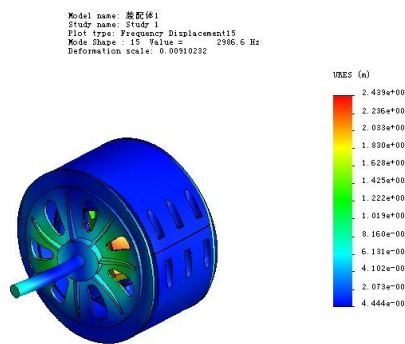 Model name: 装配体1
Study name: Study 1
Plot type: Frequency Displacement15
Mode Shape : 15 Value = 2986.6 Hz
Deformation scale: 0.00910232
URES (m)
2.439e+00
2.236e+00
2.033e+00
1.830e+00
1.628e+00
1.425e+00
1.222e+00
1.019e+00
8.160e-00
6.131e-00
4.102e-00
2.073e-00
4.444e-00